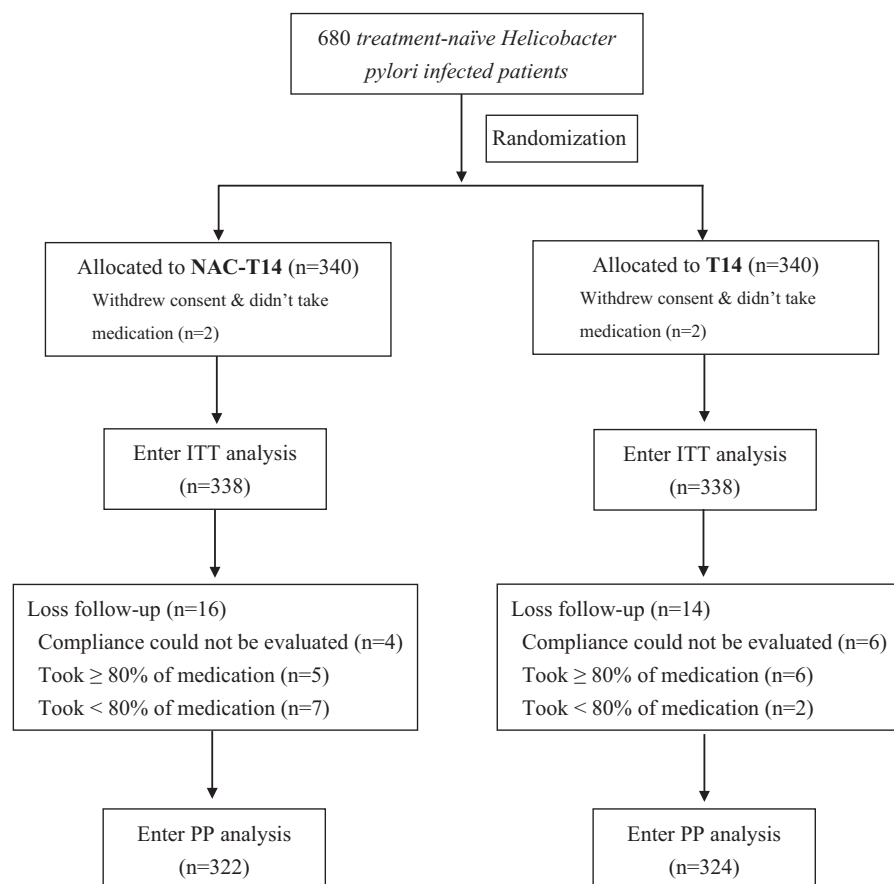 680 treatment-naïve Helicobacter
pylori infected patients
Randomization
Allocated to NAC-T14 (n=340)
Withdrew consent & didn't take
medication (n=2)
Allocated to T14 (n=340)
Withdrew consent & didn't take
medication (n=2)
Enter ITT analysis
(n=338)
Enter ITT analysis
(n=338)
Loss follow-up (n=16)
Compliance could not be evaluated (n=4)
Took ≥ 80% of medication (n=5)
Took < 80% of medication (n=7)
Loss follow-up (n=14)
Compliance could not be evaluated (n=6)
Took ≥ 80% of medication (n=6)
Took < 80% of medication (n=2)
Enter PP analysis
(n=322)
Enter PP analysis
(n=324)